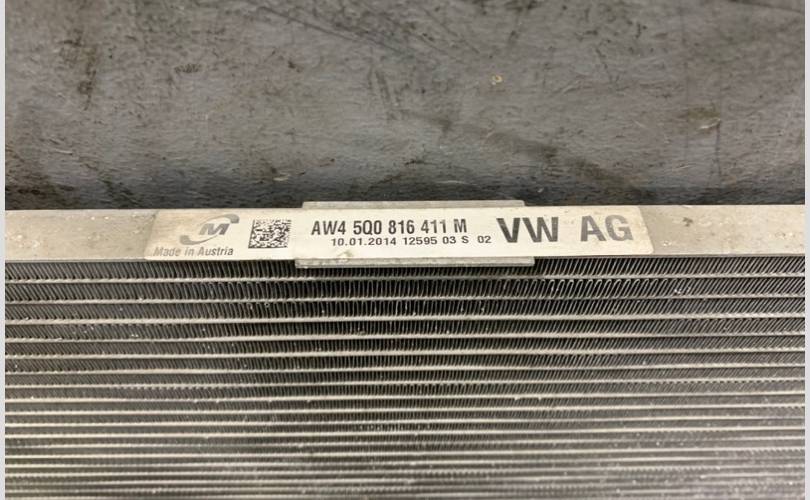 M
Made in Austria
AW4 5Q0 816 411 M
10.01.2014 12595 03 S 02
VW AG